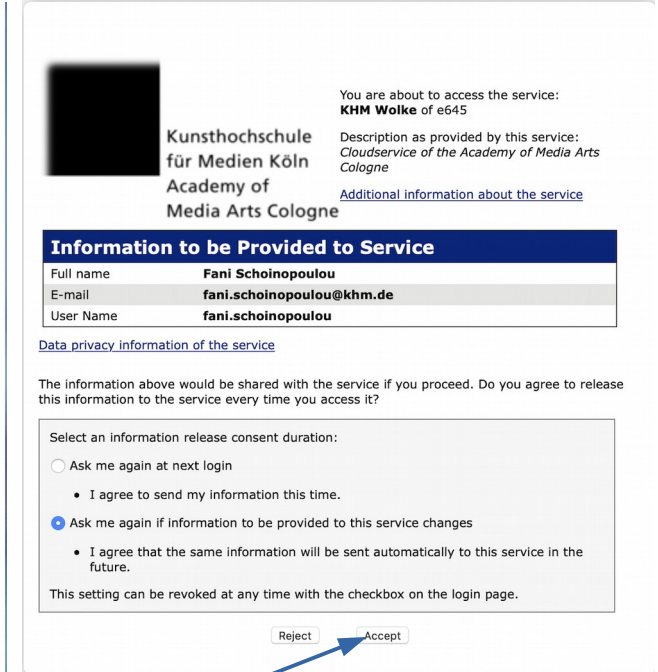 Kunsthochschule
für Medien Köln
Academy of
Media Arts Cologne
You are about to access the service:
KHM Wolke of e645
Description as provided by this service:
Cloudservice of the Academy of Media Arts
Cologne
Additional information about the service
Information to be Provided to Service
Full name Fani Schoinopoulou
E-mail fani.schoinopoulou@khm.de
User Name fani.schoinopoulou
Data privacy information of the service
The information above would be shared with the service if you proceed. Do you agree to release
this information to the service every time you access it?
Select an information release consent duration:
Ask me again at next login
• I agree to send my information this time.
Ask me again if information to be provided to this service changes
• I agree that the same information will be sent automatically to this service in the
future.
This setting can be revoked at any time with the checkbox on the login page.
Reject Accept